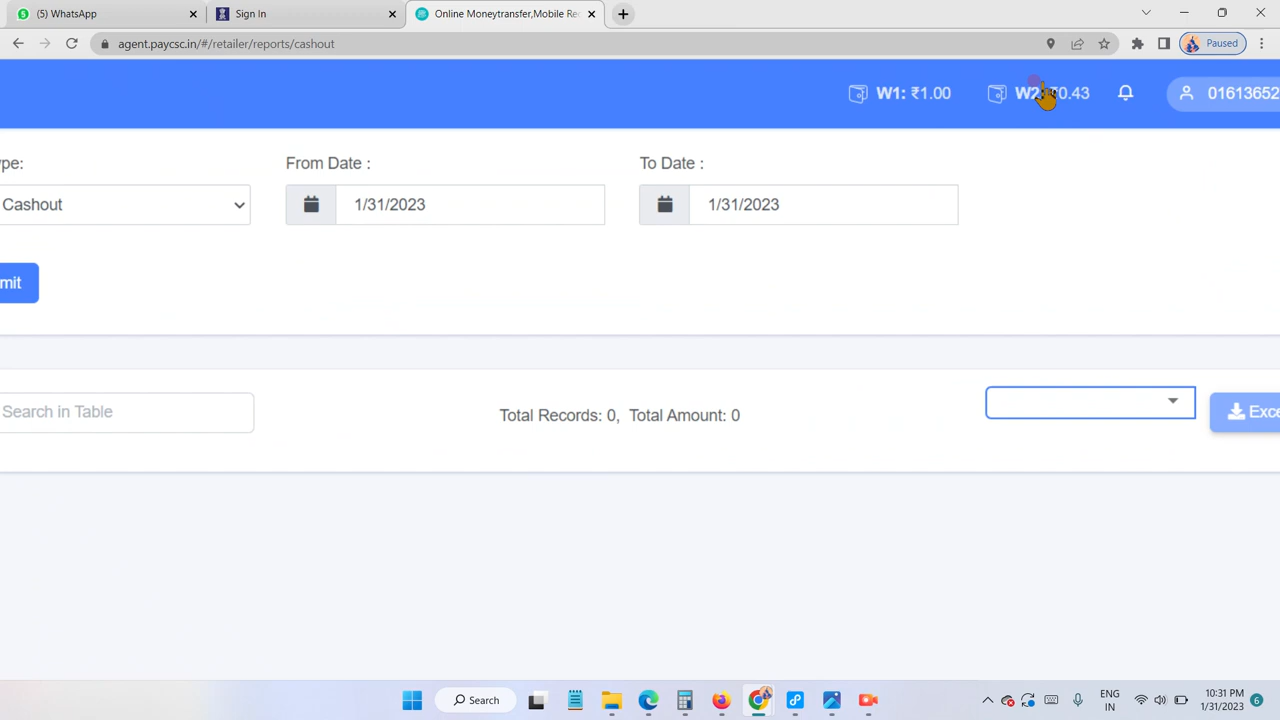 (5) WhatsApp
Sign In
Online Moneytransfer,Mobile Re
Paused
agent.paycsc.in/#/retailer/reports/cashout
W1: ₹1.00
W2: ₹0.43
01613652
ype:
From Date :
To Date :
Cashout
1/31/2023
1/31/2023
mit
Search in Table
Total Records: 0, Total Amount: 0
Exce
Search
ENG
IN
10:31 PM
1/31/2023
6